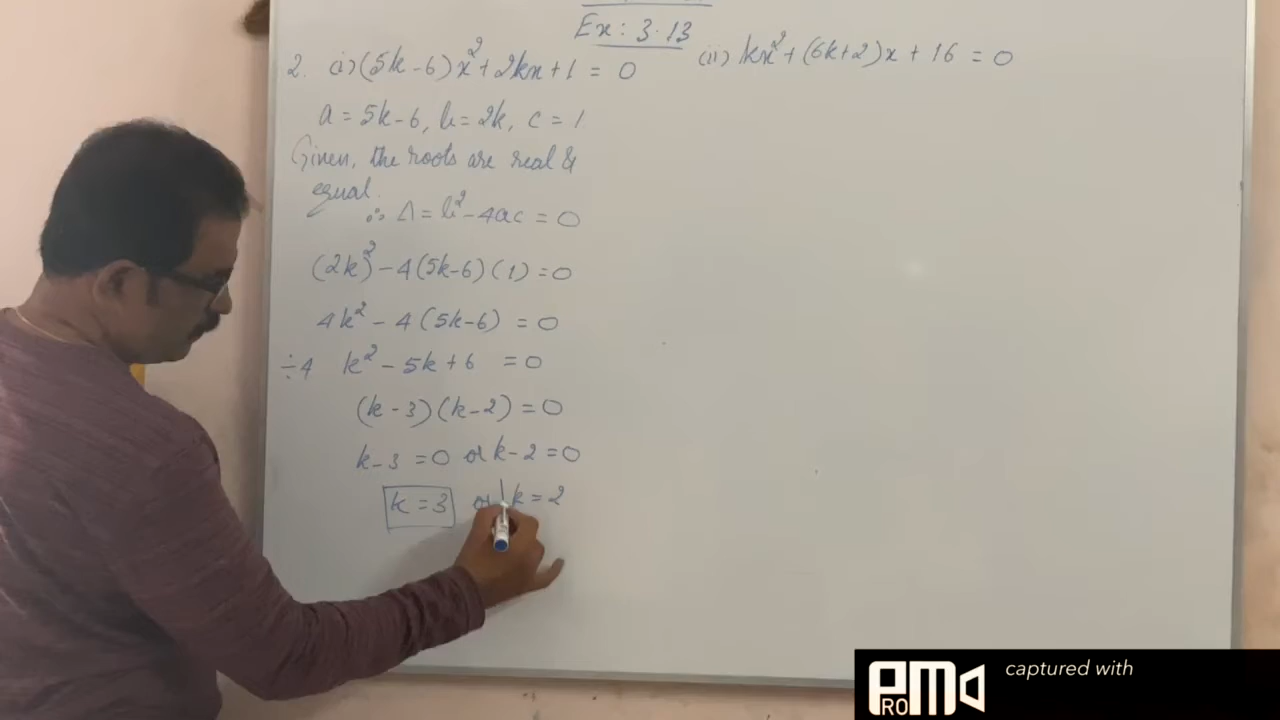 Ex: 3.13
2. (i) (5k-6)x²+2kx+1 = 0
(ii) kx²+(6k+2)x+16 = 0
a = 5k-6, b = 2k, c = 1
Given, the roots are real &
equal.
∴ Δ = b²-4ac = 0
(2k)²-4(5k-6)(1) = 0
4k²-4(5k-6) = 0
÷4 k²-5k+6 = 0
(k-3)(k-2) = 0
k-3 = 0 or k-2 = 0
k = 3 or k = 2
captured with
PROM